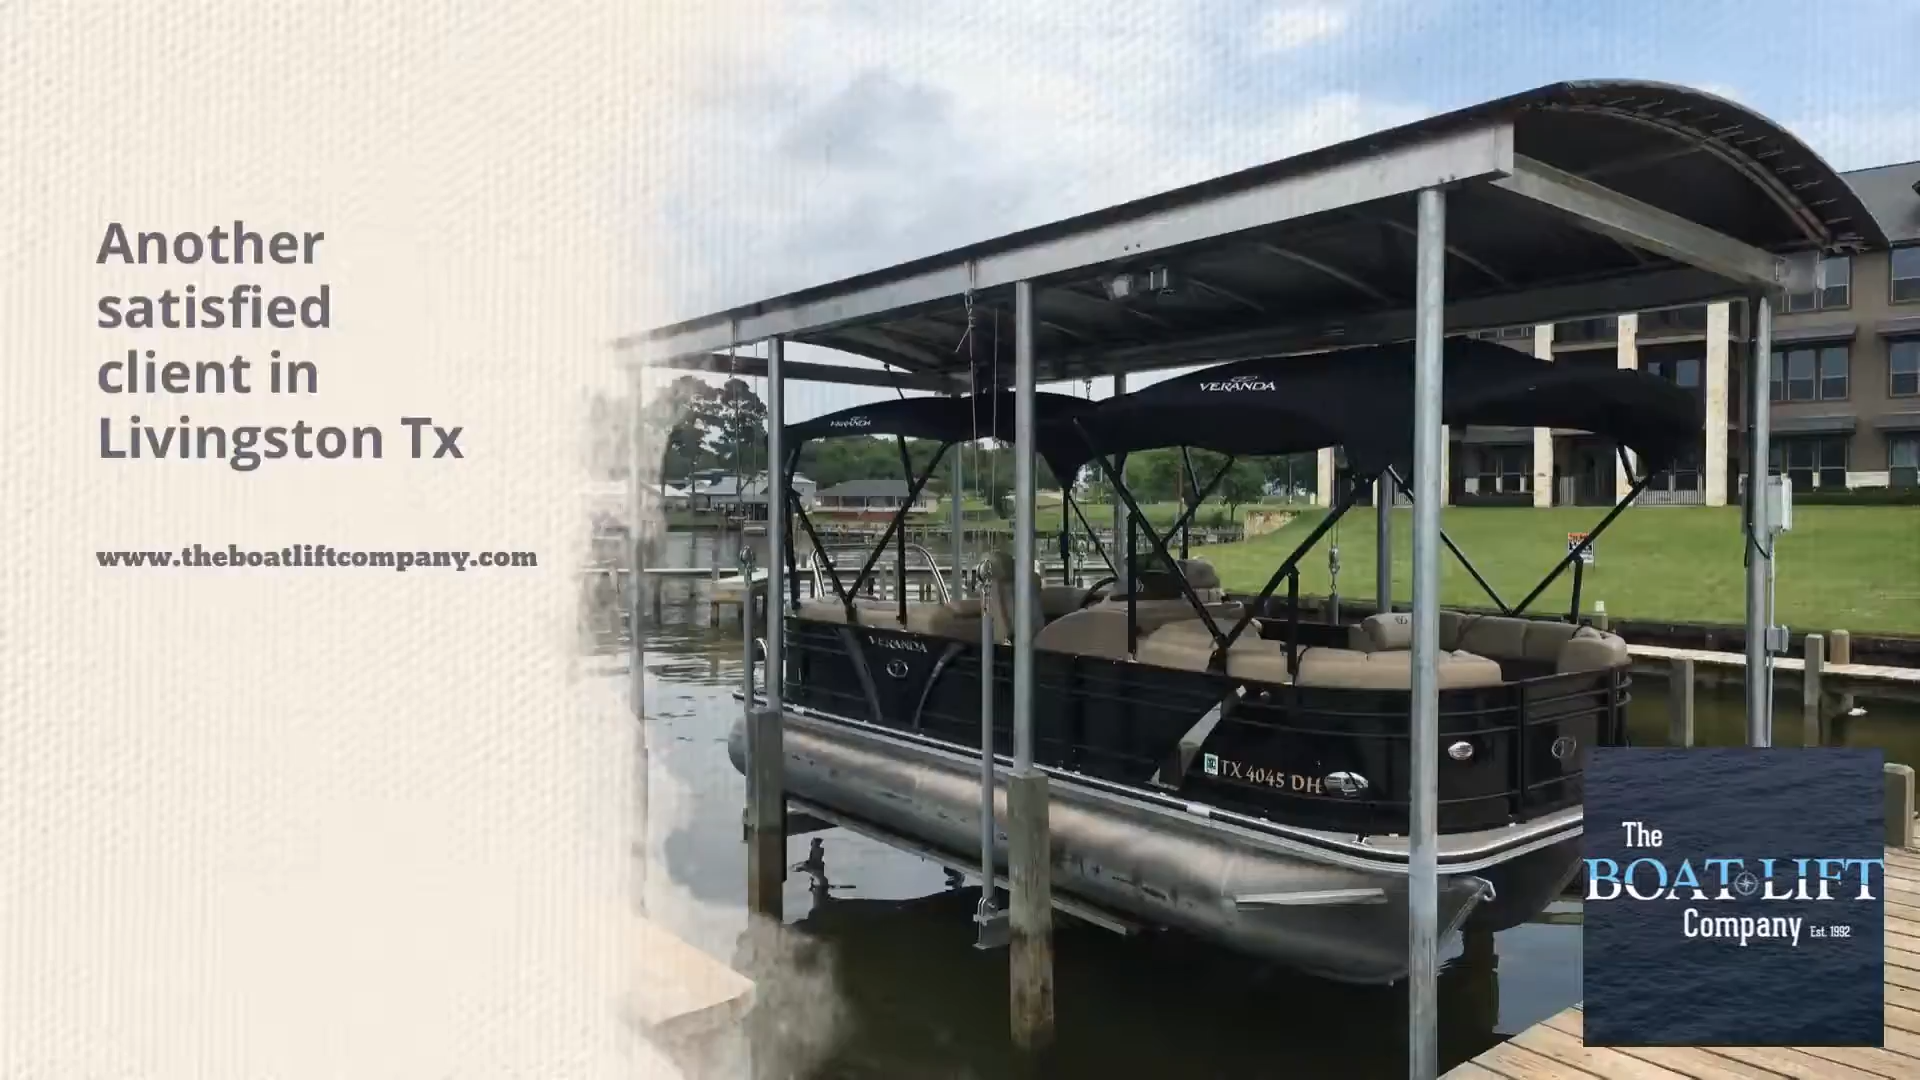 Another
satisfied
client in
Livingston Tx
www.theboatliftcompany.com
VERANDA
VERANDA
VERANDA
TX 4045 DH
The
BOAT LIFT
Company Est. 1992